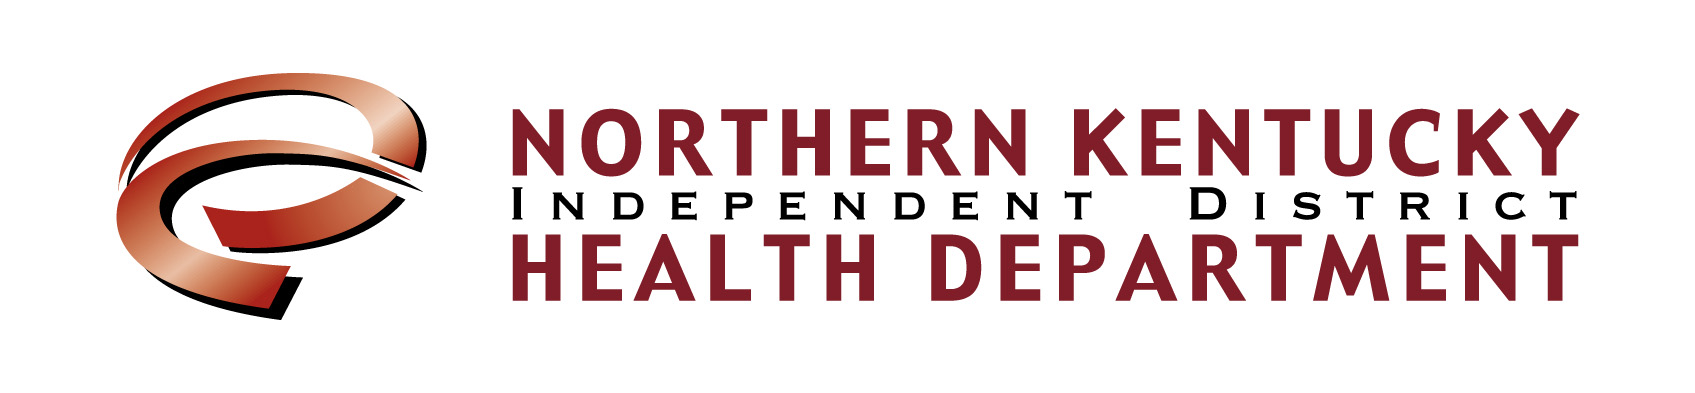 NORTHERN KENTUCKY
INDEPENDENT DISTRICT
HEALTH DEPARTMENT